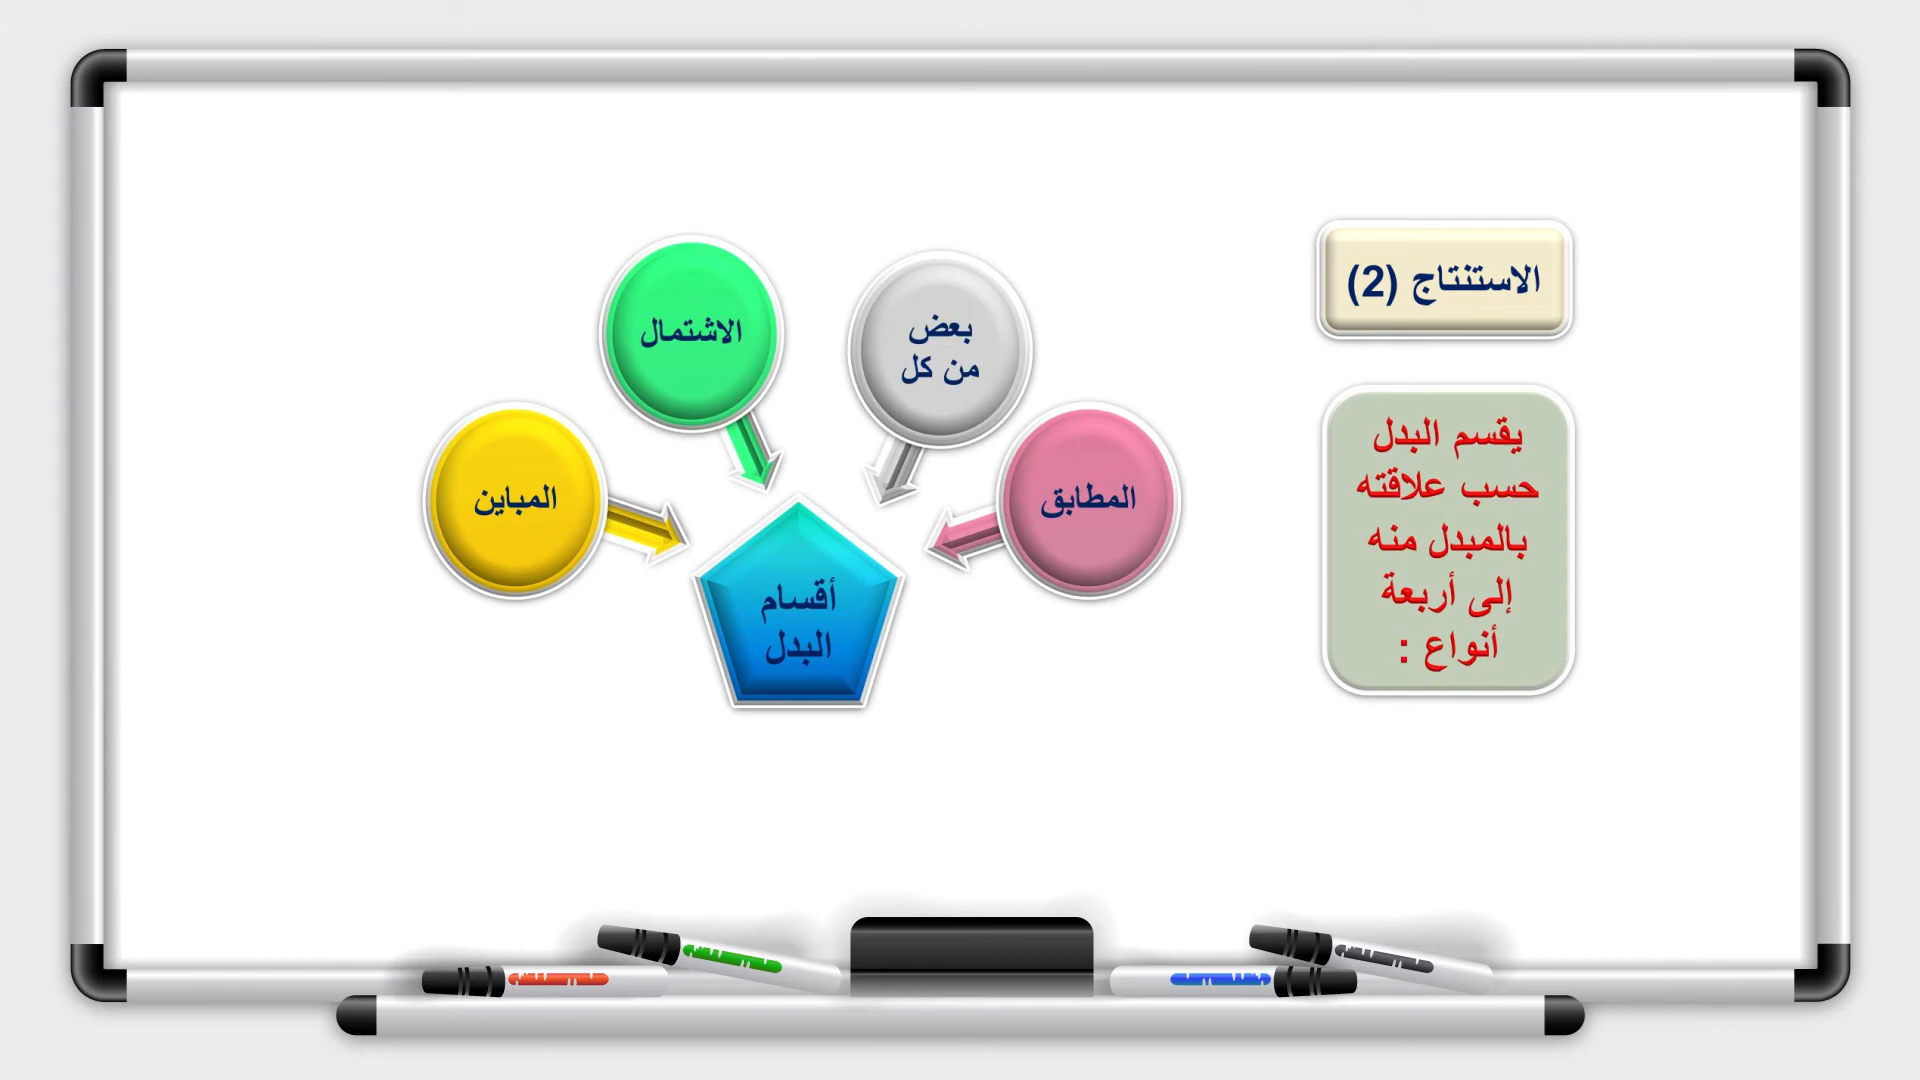 الاستنتاج (2)
يقسم البدل
حسب علاقته
بالمبدل منه
إلى أربعة
أنواع :
المطابق
بعض
من كل
الاشتمال
المباين
أقسام
البدل